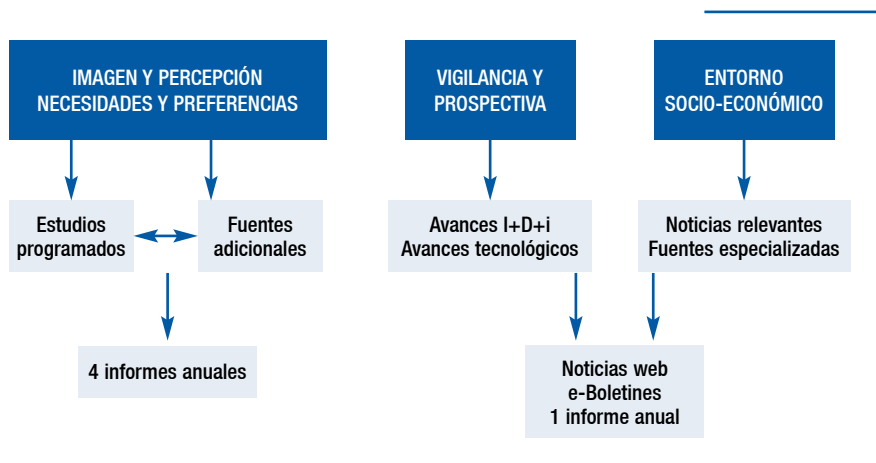 IMAGEN Y PERCEPCIÓN
NECESIDADES Y PREFERENCIAS
VIGILANCIA Y
PROSPECTIVA
ENTORNO
SOCIO-ECONÓMICO
Estudios
programados
Fuentes
adicionales
Avances I+D+i
Avances tecnológicos
Noticias relevantes
Fuentes especializadas
4 informes anuales
Noticias web
e-Boletines
1 informe anual